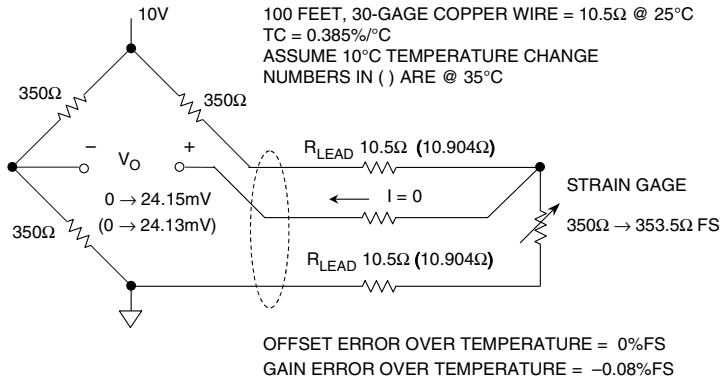 10V
100 FEET, 30-GAGE COPPER WIRE = 10.5Ω @ 25°C
TC = 0.385%/°C
ASSUME 10°C TEMPERATURE CHANGE
NUMBERS IN ( ) ARE @ 35°C
350Ω
350Ω
R_LEAD 10.5Ω (10.904Ω)
– V_O +
I = 0
STRAIN GAGE
0 → 24.15mV
350Ω → 353.5Ω FS
(0 → 24.13mV)
350Ω
R_LEAD 10.5Ω (10.904Ω)
OFFSET ERROR OVER TEMPERATURE = 0%FS
GAIN ERROR OVER TEMPERATURE = –0.08%FS